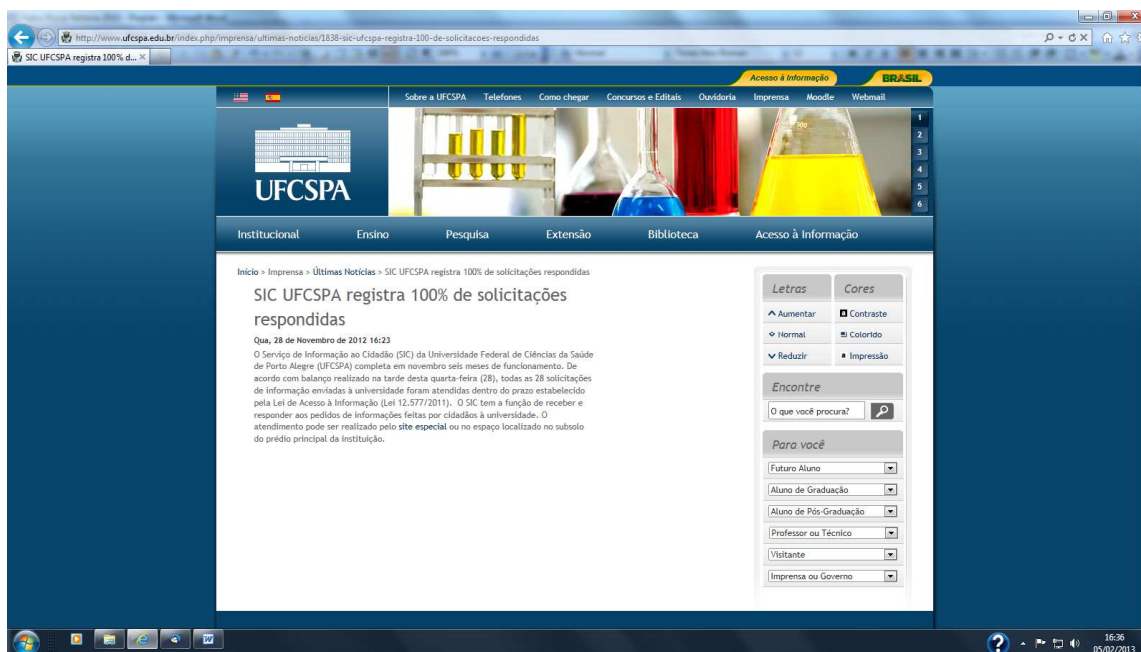 http://www.ufcspa.edu.br/index.php/imprensa/ultimas-noticias/1838-sic-ufcspa-registra-100-de-solicitacoes-respondidas
SIC UFCSPA registra 100% d...
Acesso à Informação
BRASIL
Sobre a UFCSPA Telefones Como chegar Concursos e Editais Ouvidoria Imprensa Moodle Webmail
UFCSPA
500
1
2
3
4
5
6
Institucional Ensino Pesquisa Extensão Biblioteca Acesso à Informação
Início > Imprensa > Últimas Notícias > SIC UFCSPA registra 100% de solicitações respondidas
SIC UFCSPA registra 100% de solicitações
respondidas
Qua, 28 de Novembro de 2012 16:23
O Serviço de Informação ao Cidadão (SIC) da Universidade Federal de Ciências da Saúde
de Porto Alegre (UFCSPA) completa em novembro seis meses de funcionamento. De
acordo com balanço realizado na tarde desta quarta-feira (28), todas as 28 solicitações
de informação enviadas à universidade foram atendidas dentro do prazo estabelecido
pela Lei de Acesso à Informação (Lei 12.577/2011). O SIC tem a função de receber e
responder aos pedidos de informações feitas por cidadãos à universidade. O
atendimento pode ser realizado pelo site especial ou no espaço localizado no subsolo
do prédio principal da instituição.
Letras Cores
Aumentar Contraste
Normal Colorido
Reduzir Impressão
Encontre
O que você procura?
Para você
Futuro Aluno
Aluno de Graduação
Aluno de Pós-Graduação
Professor ou Técnico
Visitante
Imprensa ou Governo
16:36
05/02/2013